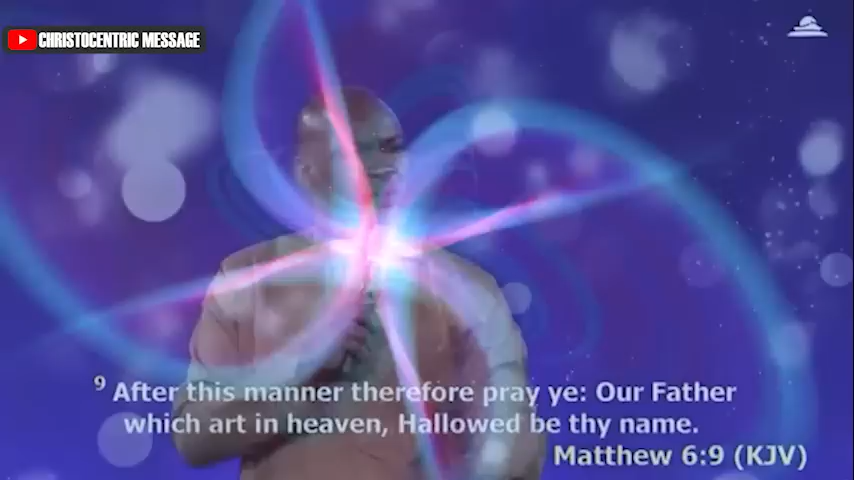 CHRISTOCENTRIC MESSAGE
9 After this manner therefore pray ye: Our Father
which art in heaven, Hallowed be thy name.
Matthew 6:9 (KJV)